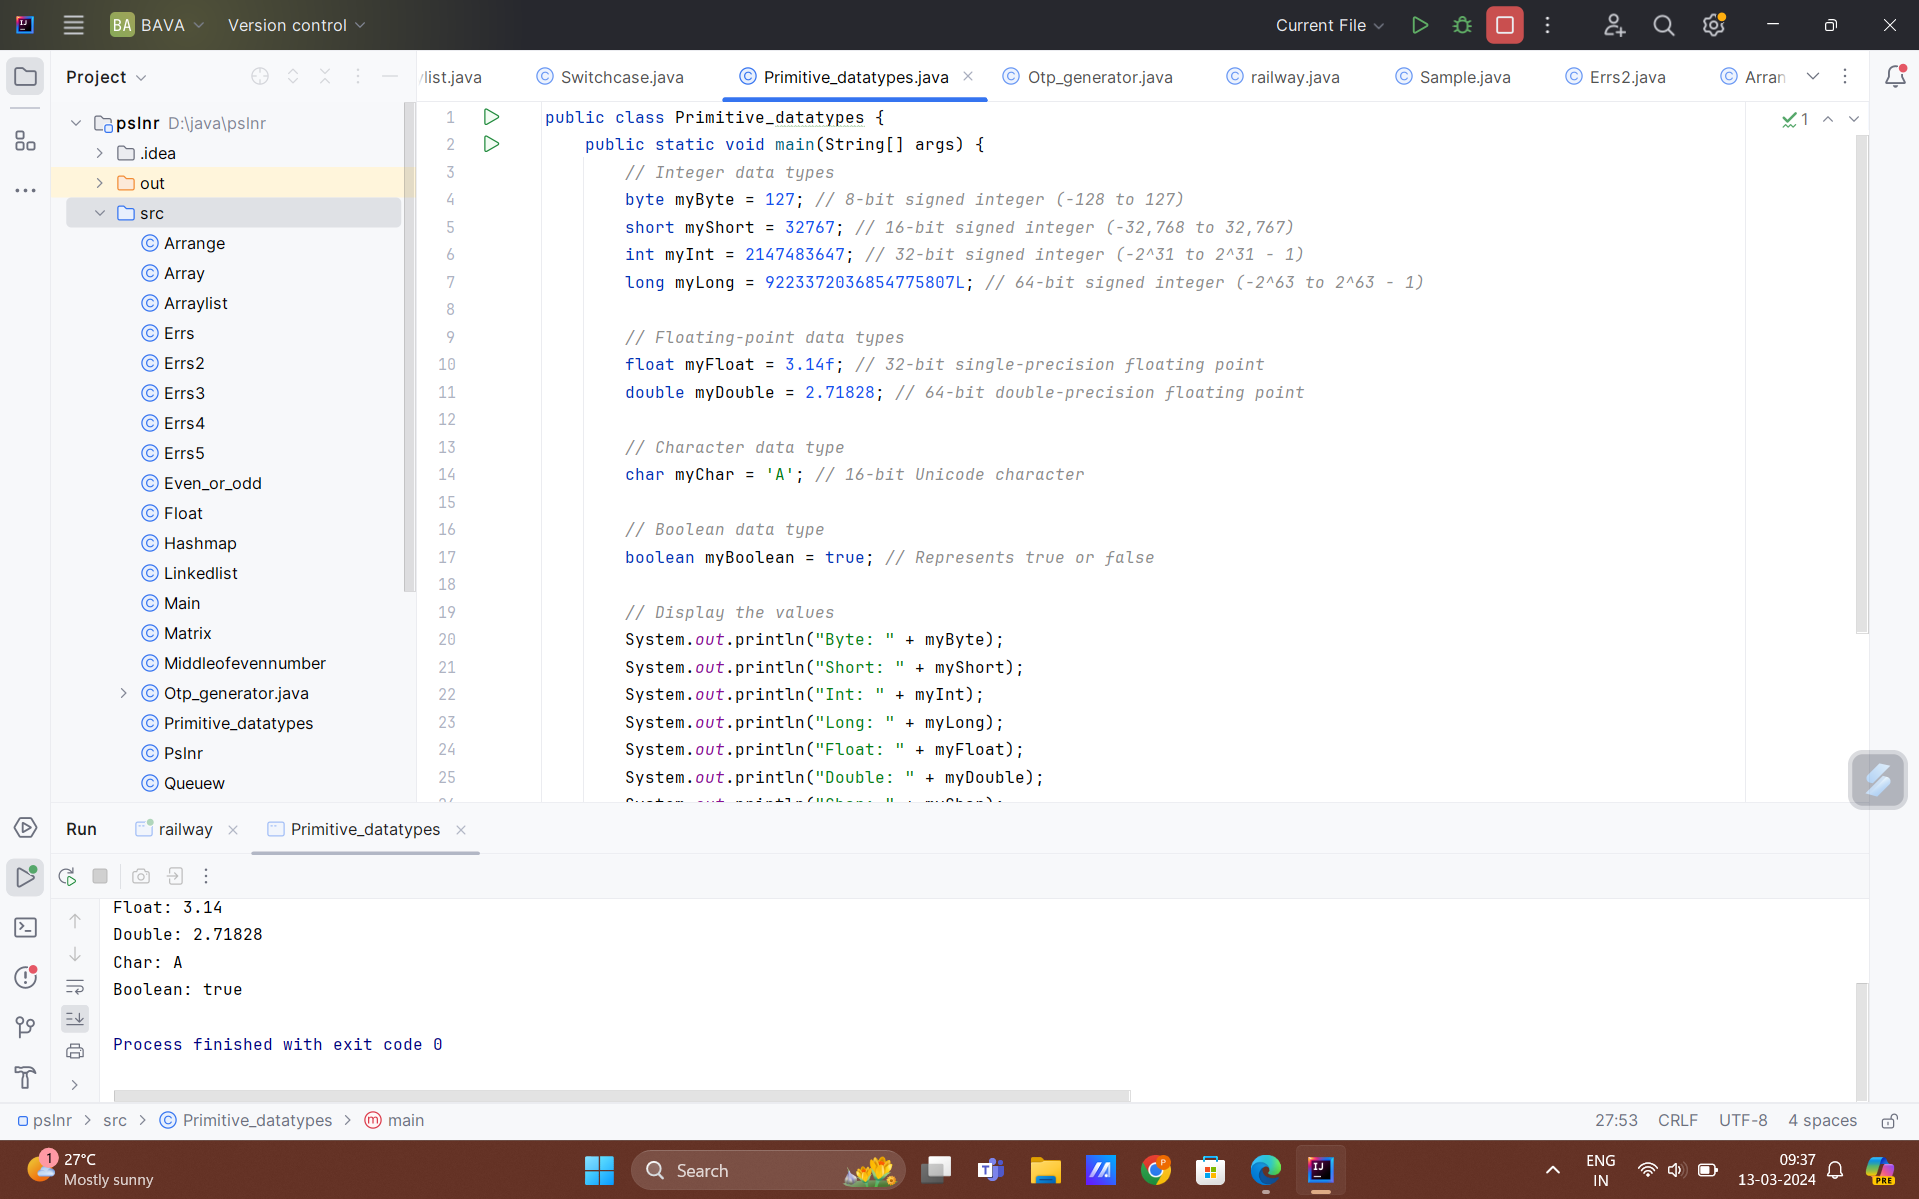 BA BAVA Version control Current File
Project
list.java Switchcase.java Primitive_datatypes.java Otp_generator.java railway.java Sample.java Errs2.java Arran
pslnr D:\java\pslnr
.idea
out
src
Arrange
Array
Arraylist
Errs
Errs2
Errs3
Errs4
Errs5
Even_or_odd
Float
Hashmap
Linkedlist
Main
Matrix
Middleofevennumber
Otp_generator.java
Primitive_datatypes
Pslnr
Queuew
1 public class Primitive_datatypes {
2 public static void main(String[] args) {
3 // Integer data types
4 byte myByte = 127; // 8-bit signed integer (-128 to 127)
5 short myShort = 32767; // 16-bit signed integer (-32,768 to 32,767)
6 int myInt = 2147483647; // 32-bit signed integer (-2^31 to 2^31 - 1)
7 long myLong = 9223372036854775807L; // 64-bit signed integer (-2^63 to 2^63 - 1)
8
9 // Floating-point data types
10 float myFloat = 3.14f; // 32-bit single-precision floating point
11 double myDouble = 2.71828; // 64-bit double-precision floating point
12
13 // Character data type
14 char myChar = 'A'; // 16-bit Unicode character
15
16 // Boolean data type
17 boolean myBoolean = true; // Represents true or false
18
19 // Display the values
20 System.out.println("Byte: " + myByte);
21 System.out.println("Short: " + myShort);
22 System.out.println("Int: " + myInt);
23 System.out.println("Long: " + myLong);
24 System.out.println("Float: " + myFloat);
25 System.out.println("Double: " + myDouble);
1
Run railway Primitive_datatypes
Float: 3.14
Double: 2.71828
Char: A
Boolean: true
Process finished with exit code 0
pslnr > src > Primitive_datatypes > main
27:53 CRLF UTF-8 4 spaces
1
27°C
Mostly sunny
Search
ENG
IN
09:37
13-03-2024
PRE